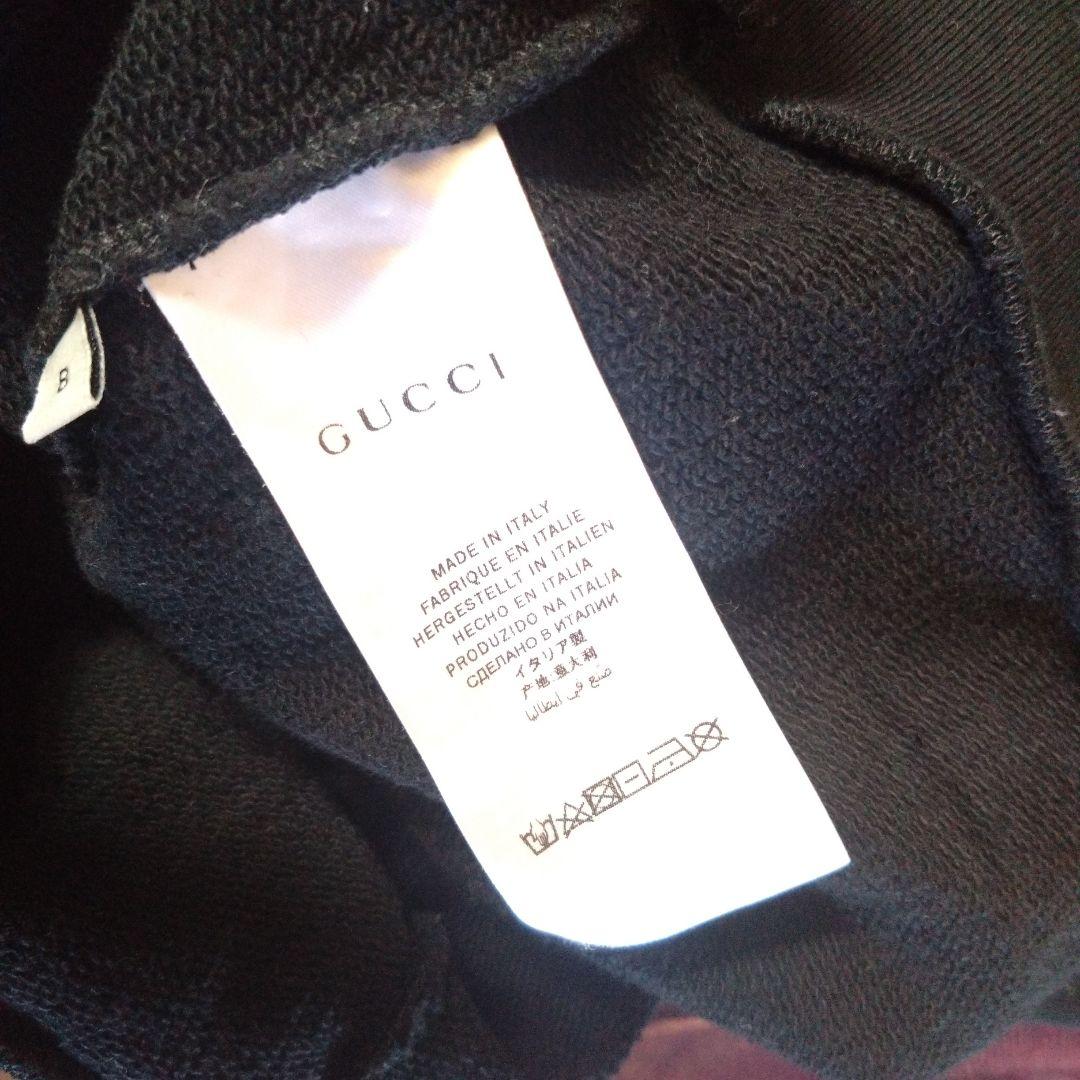 B
GUCCI
MADE IN ITALY
FABRIQUE EN ITALIE
HERGESTELLT IN ITALIEN
HECHO EN ITALIA
PRODUZIDO NA ITALIA
СДЕЛАНО В ИТАЛИИ
イタリア製
产地:意大利
صنع في ايطاليا